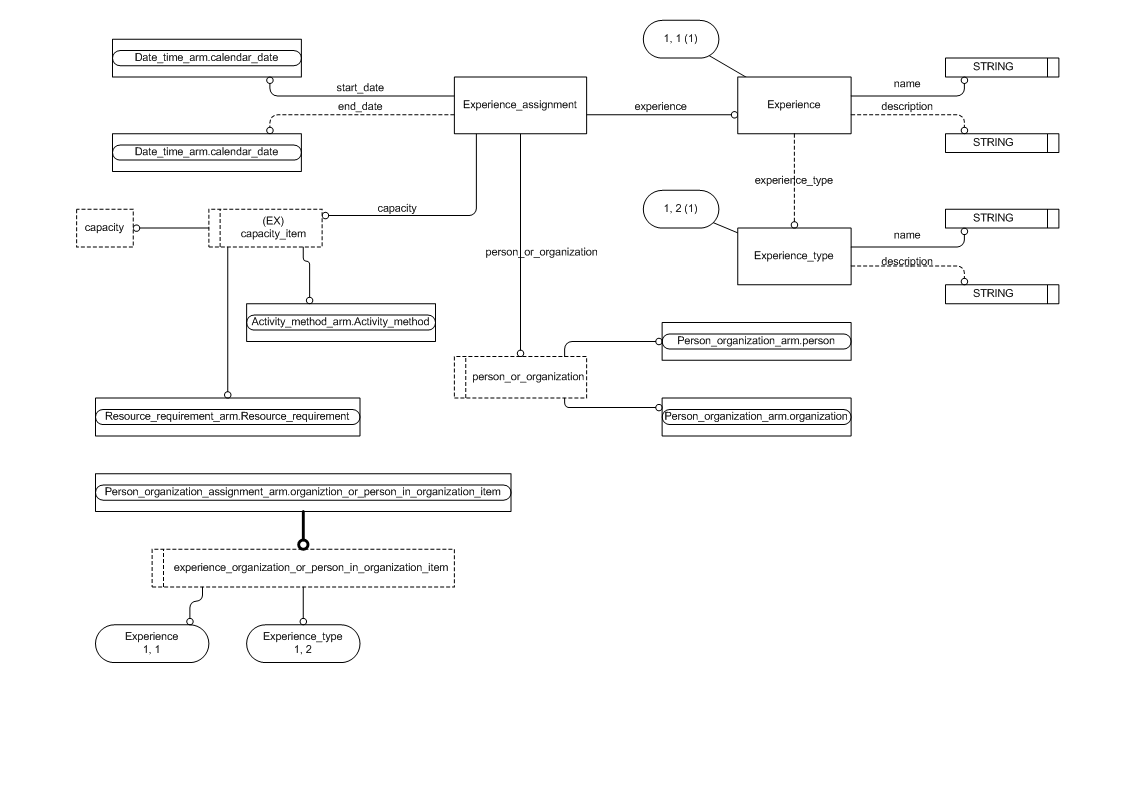 1, 1 (1)
Date_time_arm.calendar_date
STRING
start_date
name
Experience_assignment
experience
Experience
end_date
description
Date_time_arm.calendar_date
STRING
experience_type
capacity
1, 2 (1)
STRING
capacity
(EX)
capacity_item
name
person_or_organization
Experience_type
description
STRING
Activity_method_arm.Activity_method
Person_organization_arm.person
person_or_organization
Resource_requirement_arm.Resource_requirement
Person_organization_arm.organization
Person_organization_assignment_arm.organiztion_or_person_in_organization_item
experience_organization_or_person_in_organization_item
Experience
1, 1
Experience_type
1, 2